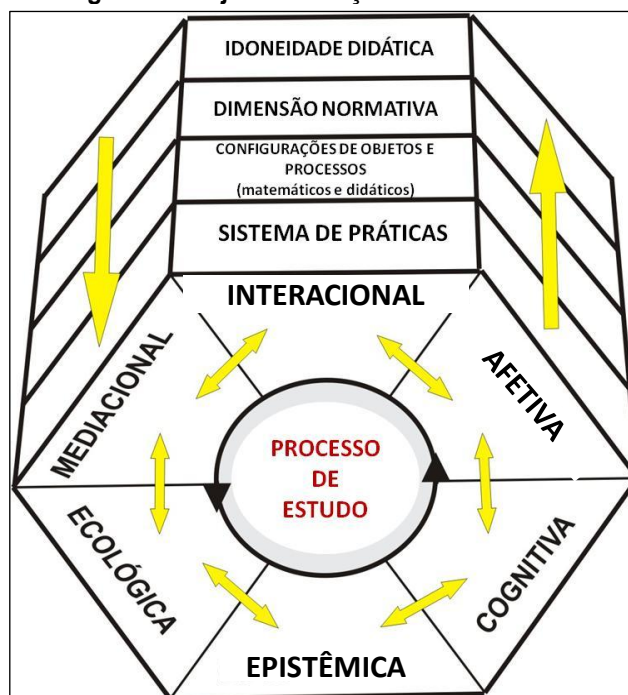 IDONEIDADE DIDÁTICA
DIMENSÃO NORMATIVA
CONFIGURAÇÕES DE OBJETOS E
PROCESSOS
(matemáticos e didáticos)
SISTEMA DE PRÁTICAS
INTERACIONAL
MEDIACIONAL
AFETIVA
PROCESSO
DE
ESTUDO
ECOLÓGICA
COGNITIVA
EPISTÊMICA